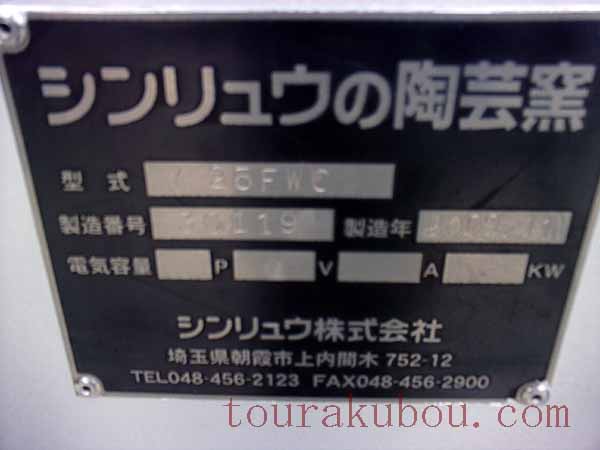 シンリュウの陶芸窯
型式 25FWC
製造番号 製造年
電気容量 P V A KW
シンリュウ株式会社
埼玉県朝霞市上内間木 752-12
TEL048-456-2123 FAX048-456-2900
tourakubou.com